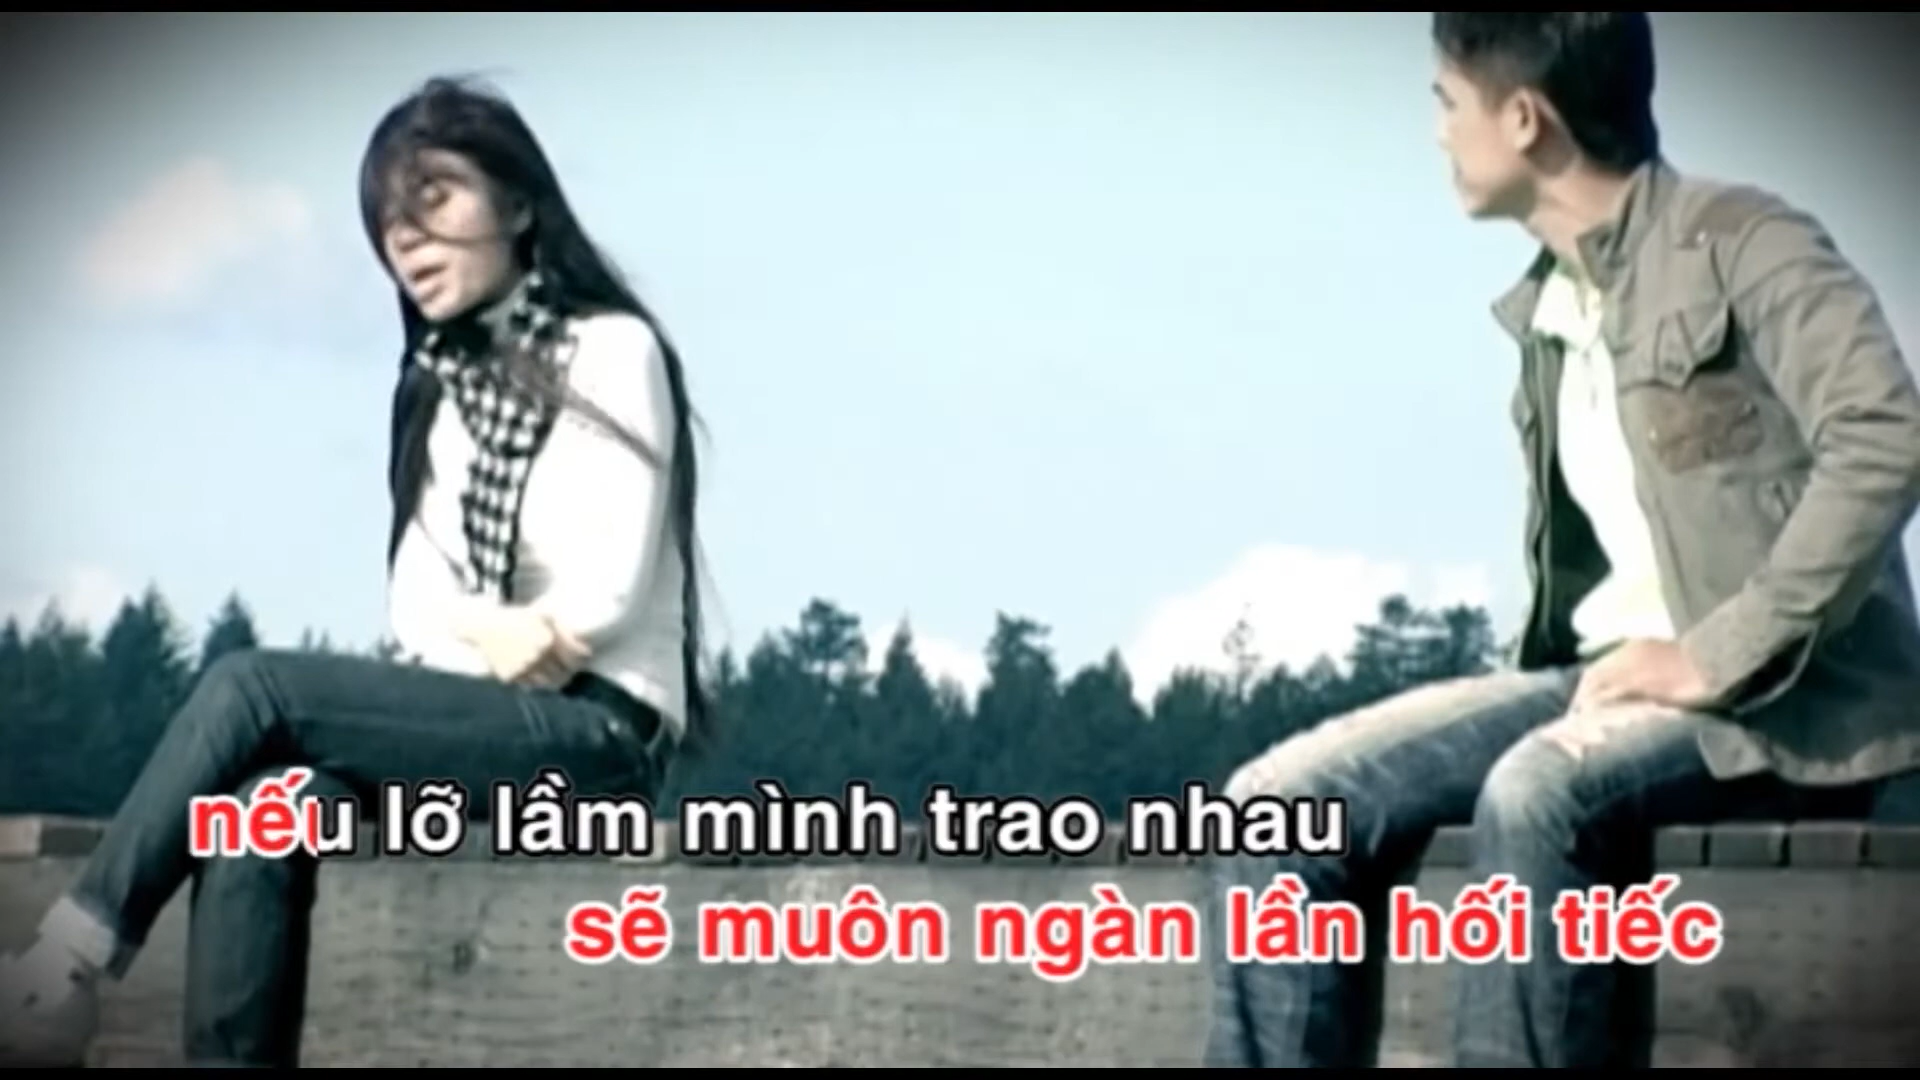 nếu lỡ lầm mình trao nhau
sẽ muôn ngàn lần hối tiếc